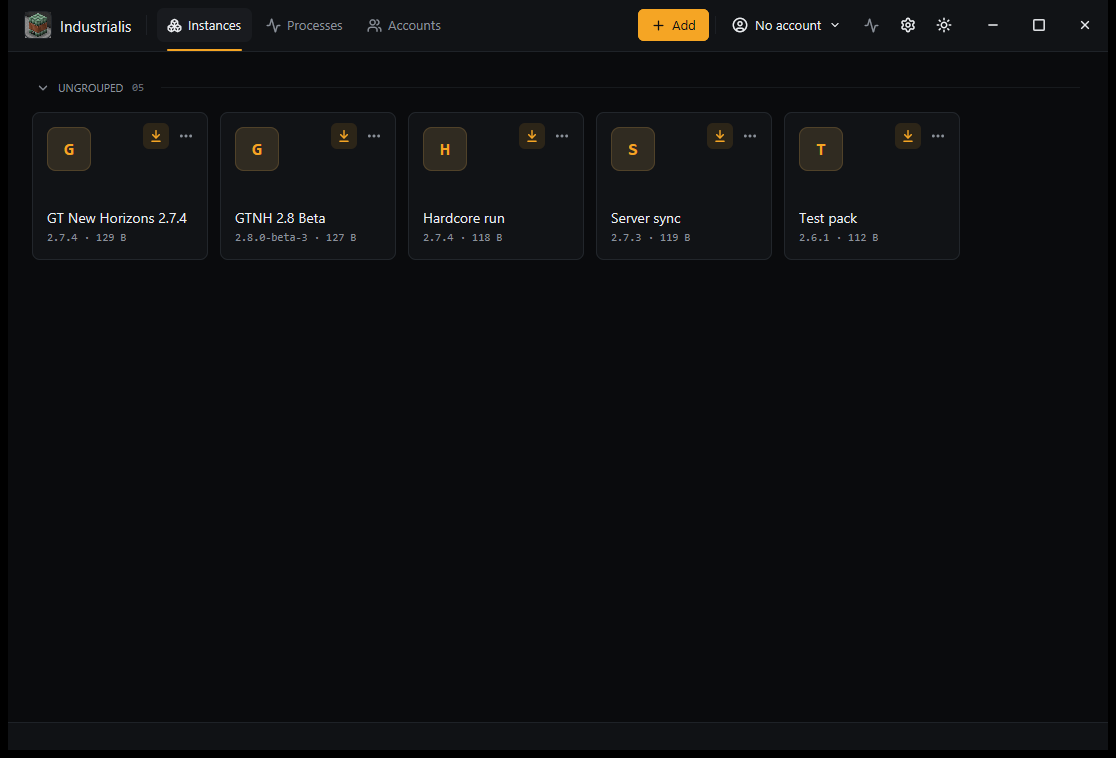 Industrialis
Instances
Processes
Accounts
+ Add
No account
UNGROUPED 05
G
GT New Horizons 2.7.4
2.7.4 · 129 B
G
GTNH 2.8 Beta
2.8.0-beta-3 · 127 B
H
Hardcore run
2.7.4 · 118 B
S
Server sync
2.7.3 · 119 B
T
Test pack
2.6.1 · 112 B